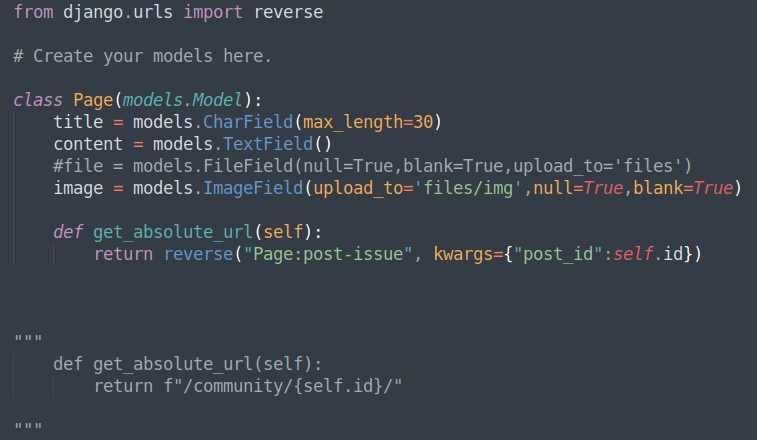 from django.urls import reverse
# Create your models here.
class Page(models.Model):
title = models.CharField(max_length=30)
content = models.TextField()
#file = models.FileField(null=True,blank=True,upload_to='files')
image = models.ImageField(upload_to='files/img',null=True,blank=True)
def get_absolute_url(self):
return reverse("Page:post-issue", kwargs={"post_id":self.id})
"""
def get_absolute_url(self):
return f"/community/{self.id}/"
"""